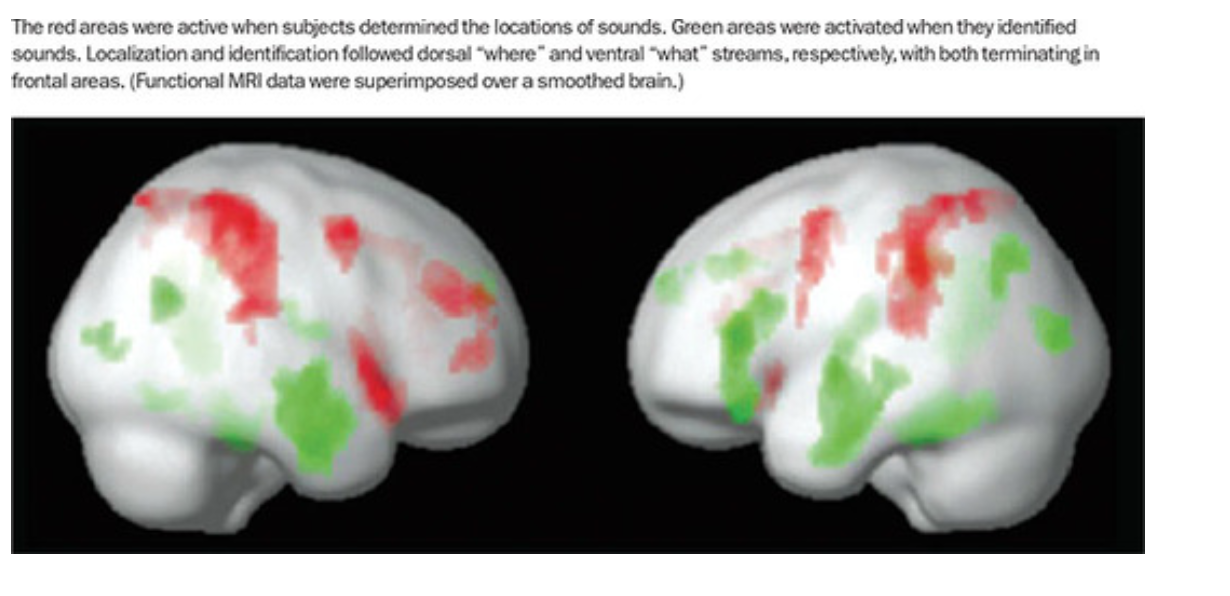 The red areas were active when subjects determined the locations of sounds. Green areas were activated when they identified
sounds. Localization and identification followed dorsal “where” and ventral “what” streams, respectively, with both terminating in
frontal areas. (Functional MRI data were superimposed over a smoothed brain.)